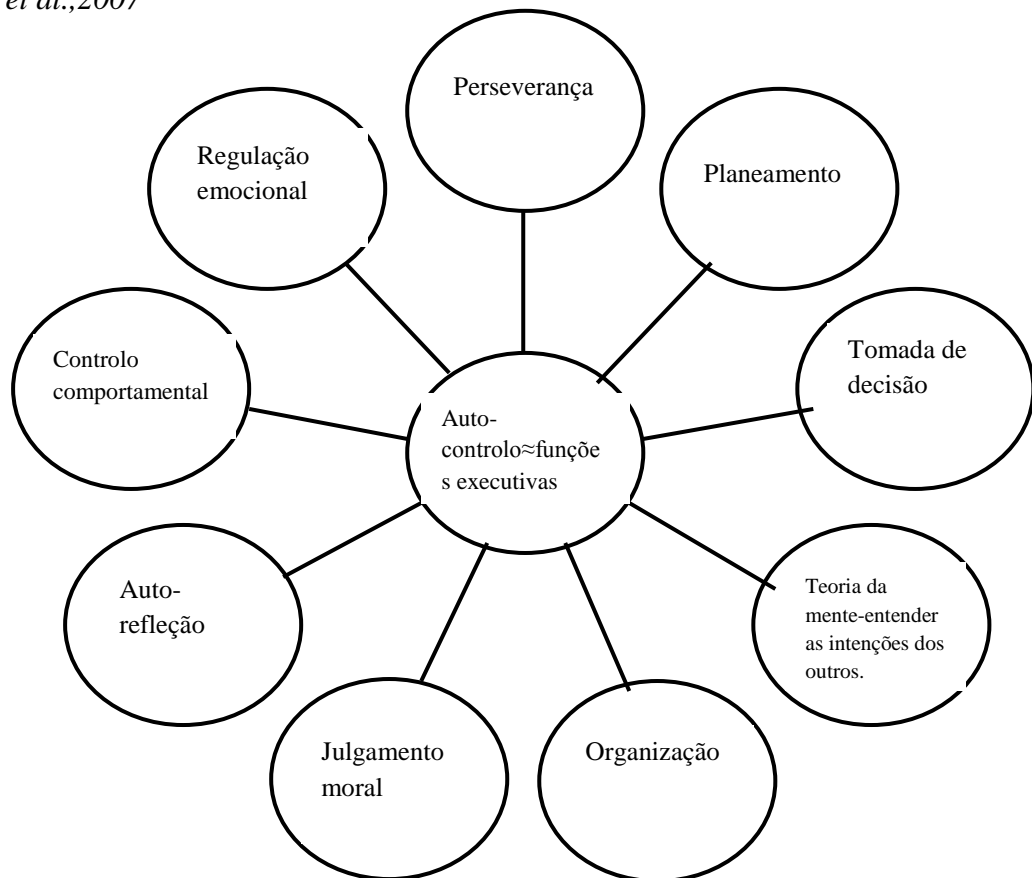 et al.,2007
Perseverança
Regulação
emocional
Planeamento
Controlo
comportamental
Tomada de
decisão
Auto-
controlo≈funçõe
s executivas
Auto-
refleção
Teoria da
mente-entender
as intenções dos
outros.
Julgamento
moral
Organização